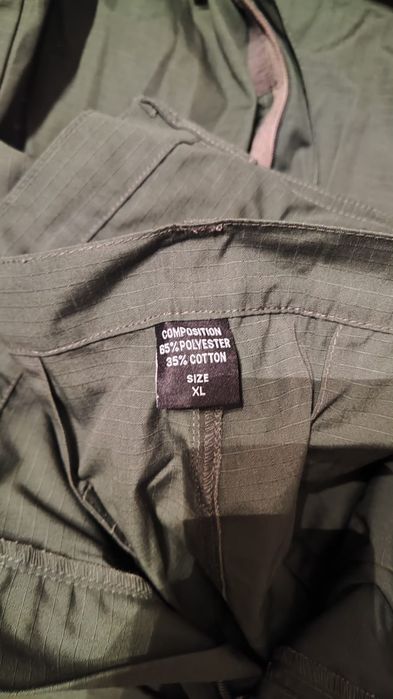 COMPOSITION
65% POLYESTER
35% COTTON
SIZE
XL